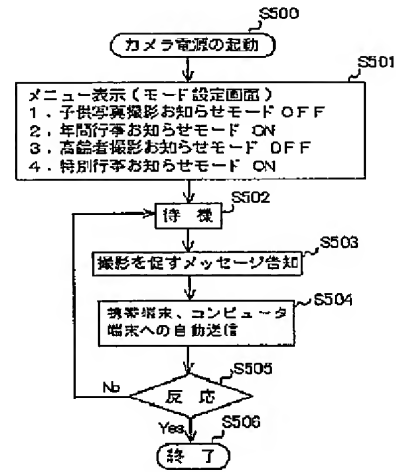 S500
カメラ電源の起動
S501
メニュー表示(モード設定画面)
1．子供写真撮影お知らせモード OFF
2．年間行事お知らせモード ON
3．高齢者撮影お知らせモード OFF
4．特別行事お知らせモード ON
S502
待 機
S503
撮影を促すメッセージ告知
S504
携帯端末、コンピュータ
端末への自動送信
S505
No
反 応
Yes
S506
終 了